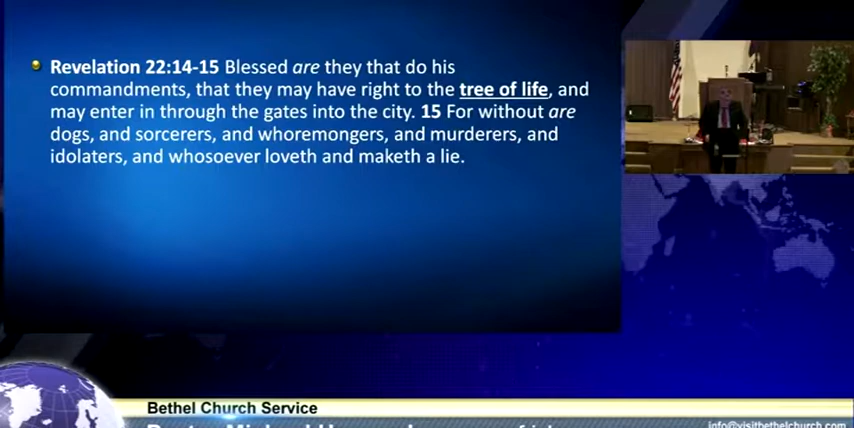 Revelation 22:14-15 Blessed are they that do his
commandments, that they may have right to the tree of life, and
may enter in through the gates into the city. 15 For without are
dogs, and sorcerers, and whoremongers, and murderers, and
idolaters, and whosoever loveth and maketh a lie.
Bethel Church Service
info@visitbethelchurch.com